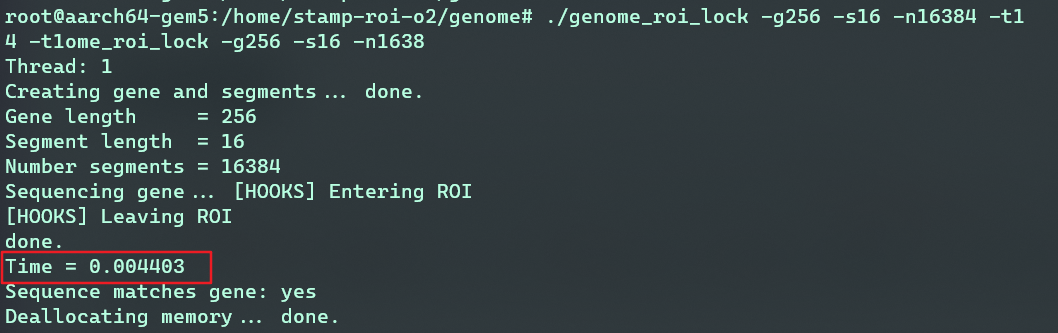 root@aarch64-gem5:/home/stamp-roi-o2/genome# ./genome_roi_lock -g256 -s16 -n16384 -t1
4 -t1ome_roi_lock -g256 -s16 -n1638
Thread: 1
Creating gene and segments... done.
Gene length     = 256
Segment length  = 16
Number segments = 16384
Sequencing gene... [HOOKS] Entering ROI
[HOOKS] Leaving ROI
done.
Time = 0.004403
Sequence matches gene: yes
Deallocating memory... done.